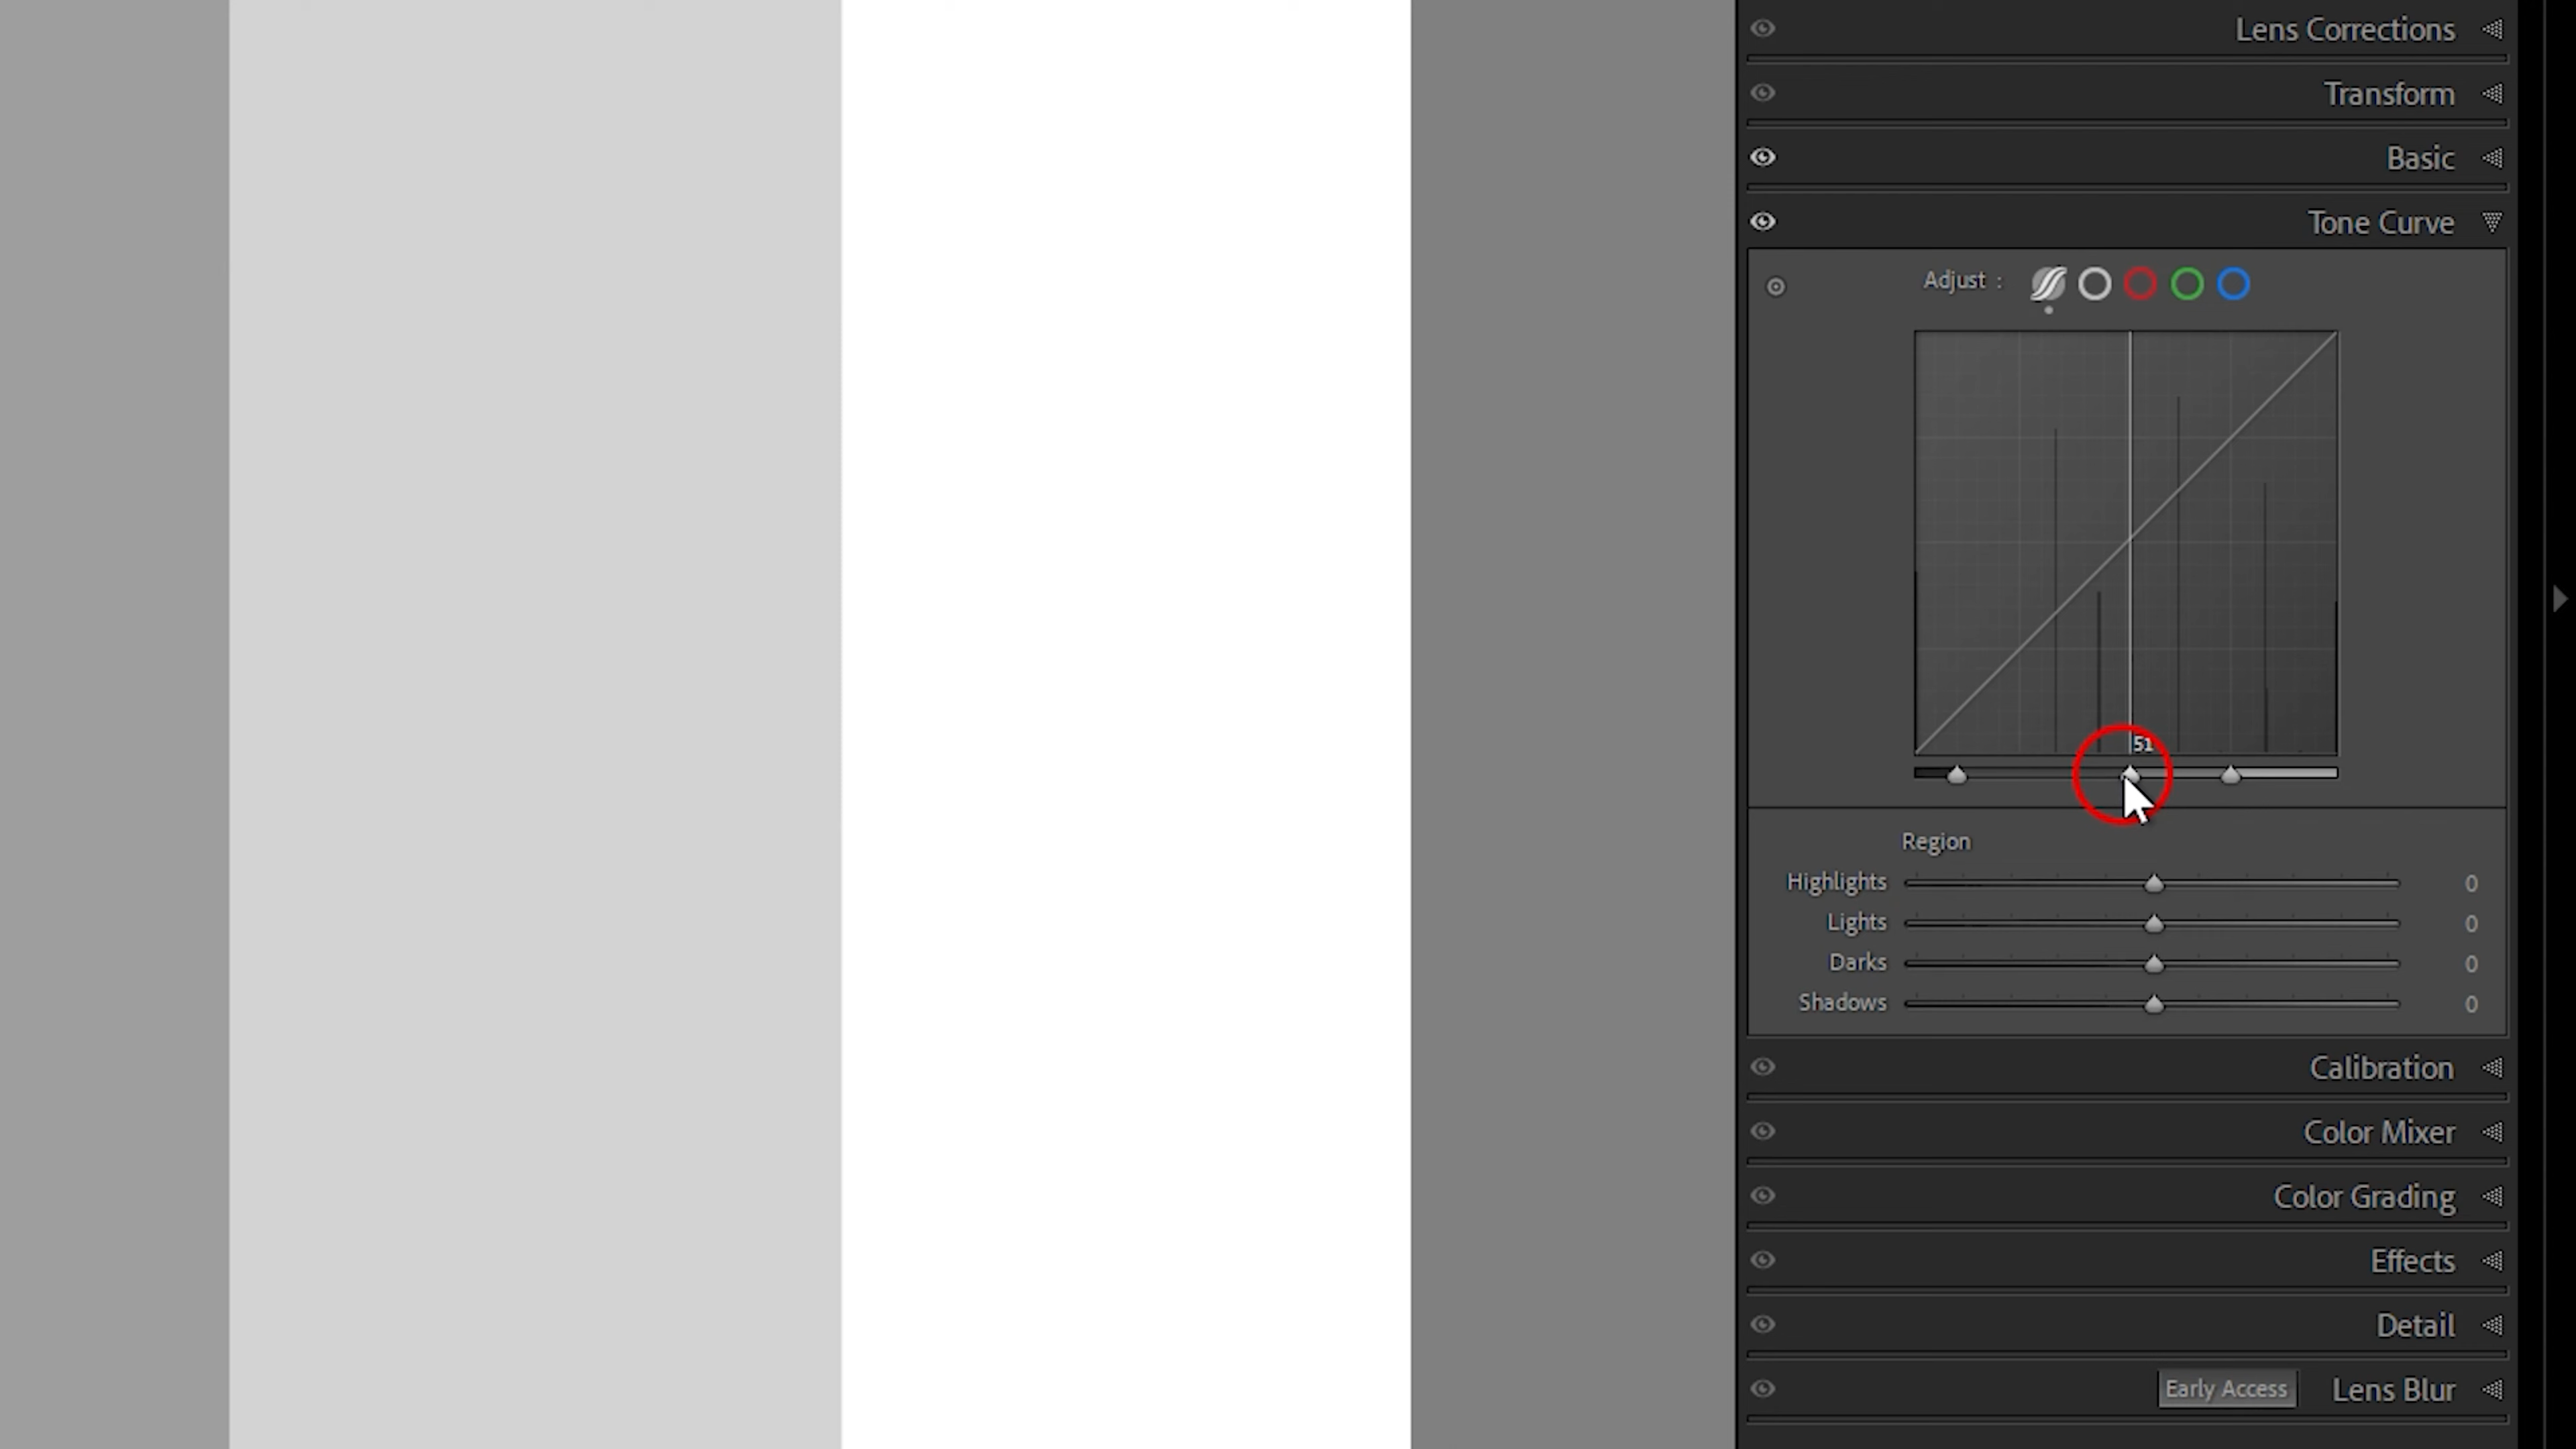 Lens Corrections
Transform
Basic
Tone Curve
Adjust :
51
Region
Highlights 0
Lights 0
Darks 0
Shadows 0
Calibration
Color Mixer
Color Grading
Effects
Detail
Early Access Lens Blur